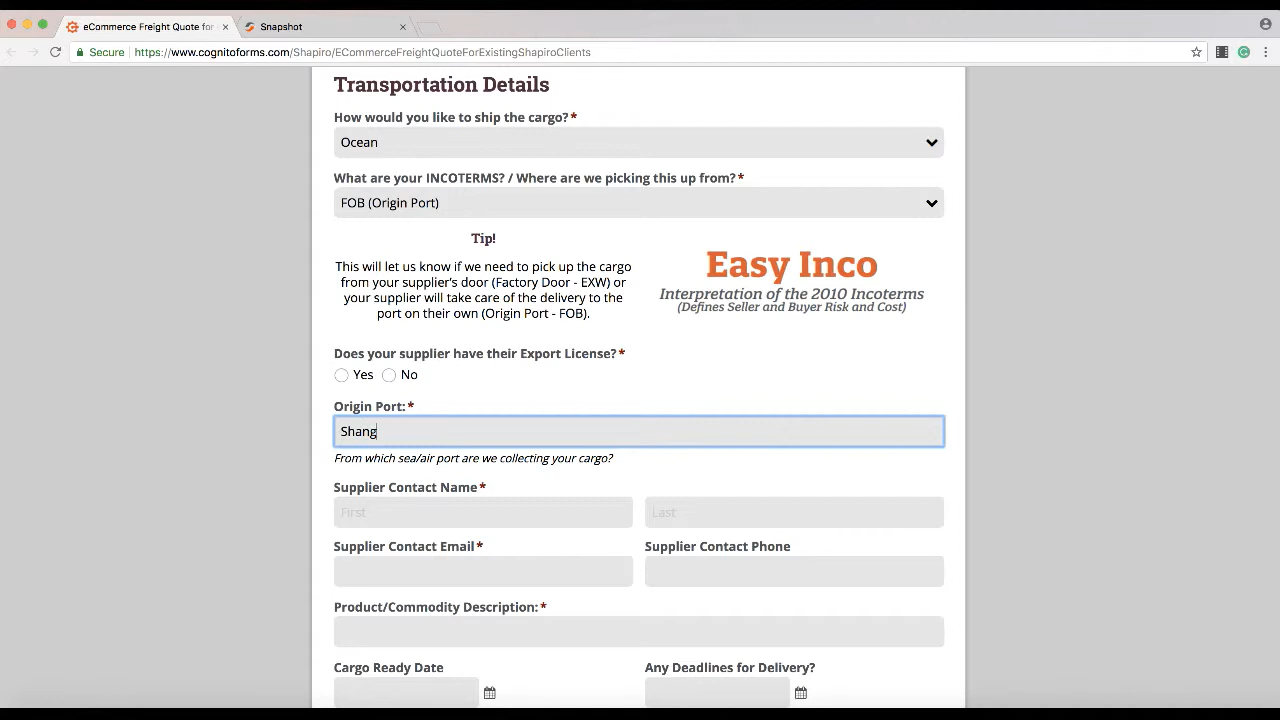 eCommerce Freight Quote for
Snapshot
Secure
https://www.cognitoforms.com/Shapiro/ECommerceFreightQuoteForExistingShapiroClients
Transportation Details
How would you like to ship the cargo?*
Ocean
What are your INCOTERMS? / Where are we picking this up from?*
FOB (Origin Port)
Tip!
This will let us know if we need to pick up the cargo
from your supplier's door (Factory Door - EXW) or
your supplier will take care of the delivery to the
port on their own (Origin Port - FOB).
Easy Inco
Interpretation of the 2010 Incoterms
(Defines Seller and Buyer Risk and Cost)
Does your supplier have their Export License?*
Yes No
Origin Port:*
Shang
From which sea/air port are we collecting your cargo?
Supplier Contact Name*
First Last
Supplier Contact Email* Supplier Contact Phone
Product/Commodity Description:*
Cargo Ready Date Any Deadlines for Delivery?